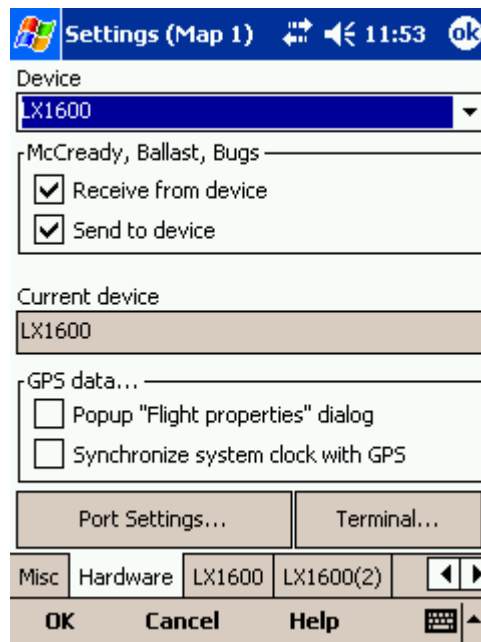 Settings (Map 1) 11:53 ok
Device
LX1600
McCready, Ballast, Bugs
Receive from device
Send to device
Current device
LX1600
GPS data...
Popup "Flight properties" dialog
Synchronize system clock with GPS
Port Settings... Terminal...
Misc Hardware LX1600 LX1600(2)
OK Cancel Help